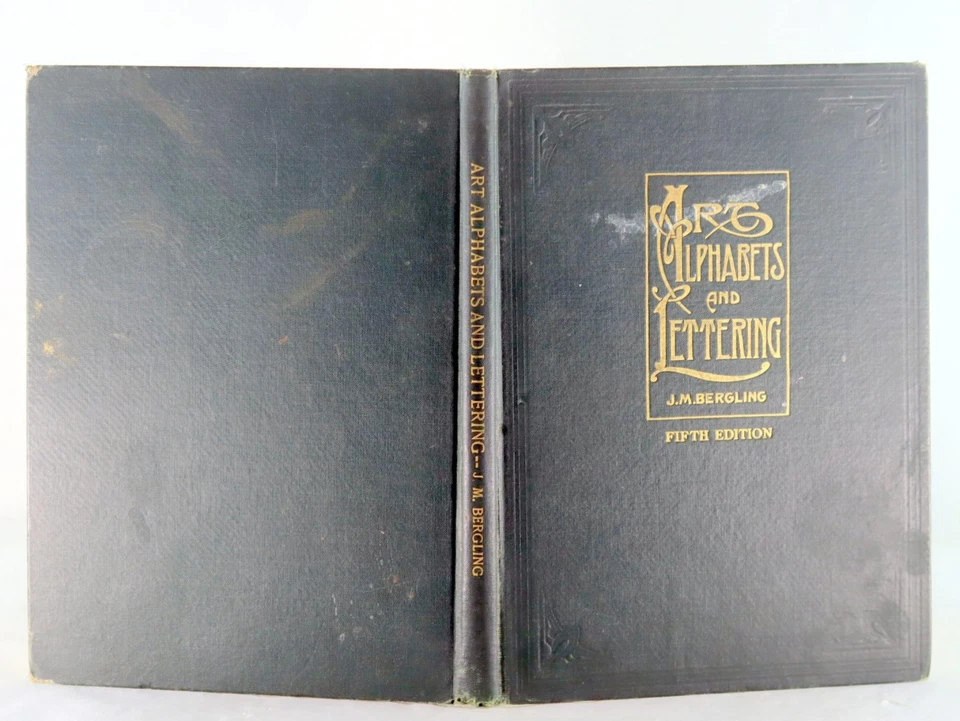 ART ALPHABETS AND LETTERING -- J M. BERGLING
ART
ALPHABETS
AND
LETTERING
J.M.BERGLING
FIFTH EDITION